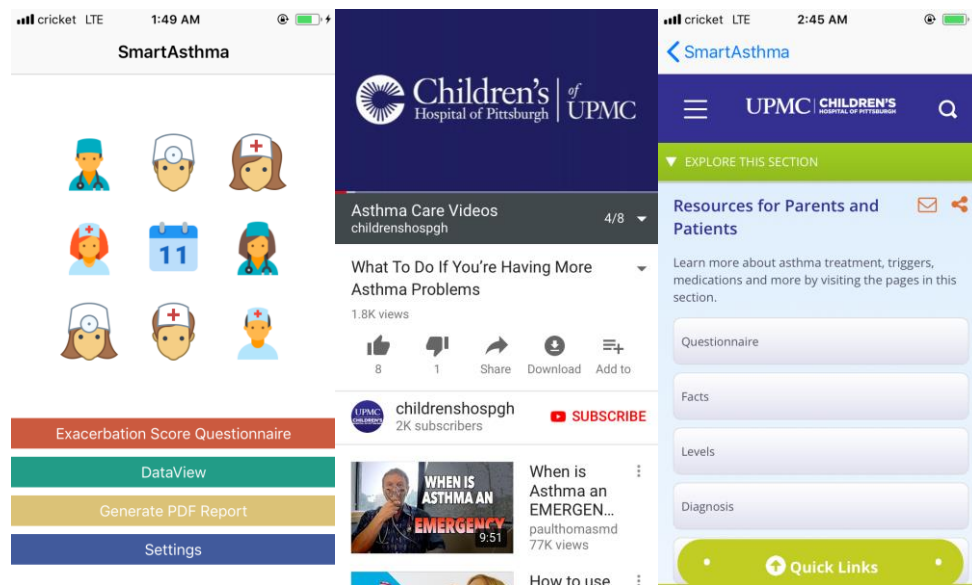 cricket LTE 1:49 AM
SmartAsthma
11
Exacerbation Score Questionnaire
DataView
Generate PDF Report
Settings
Children's of UPMC
Hospital of Pittsburgh
Asthma Care Videos
childrenshospgh
4/8
What To Do If You're Having More
Asthma Problems
1.8K views
8 1 Share Download Add to
UPMC
childrenshospgh
2K subscribers
SUBSCRIBE
WHEN IS
ASTHMA AN
EMERGENCY
9:51
When is
Asthma an
EMERGEN...
paulthomasmd
77K views
How to use
cricket LTE 2:45 AM
SmartAsthma
UPMC CHILDREN'S
HOSPITAL OF PITTSBURGH
EXPLORE THIS SECTION
Resources for Parents and
Patients
Learn more about asthma treatment, triggers,
medications and more by visiting the pages in this
section.
Questionnaire
Facts
Levels
Diagnosis
Quick Links